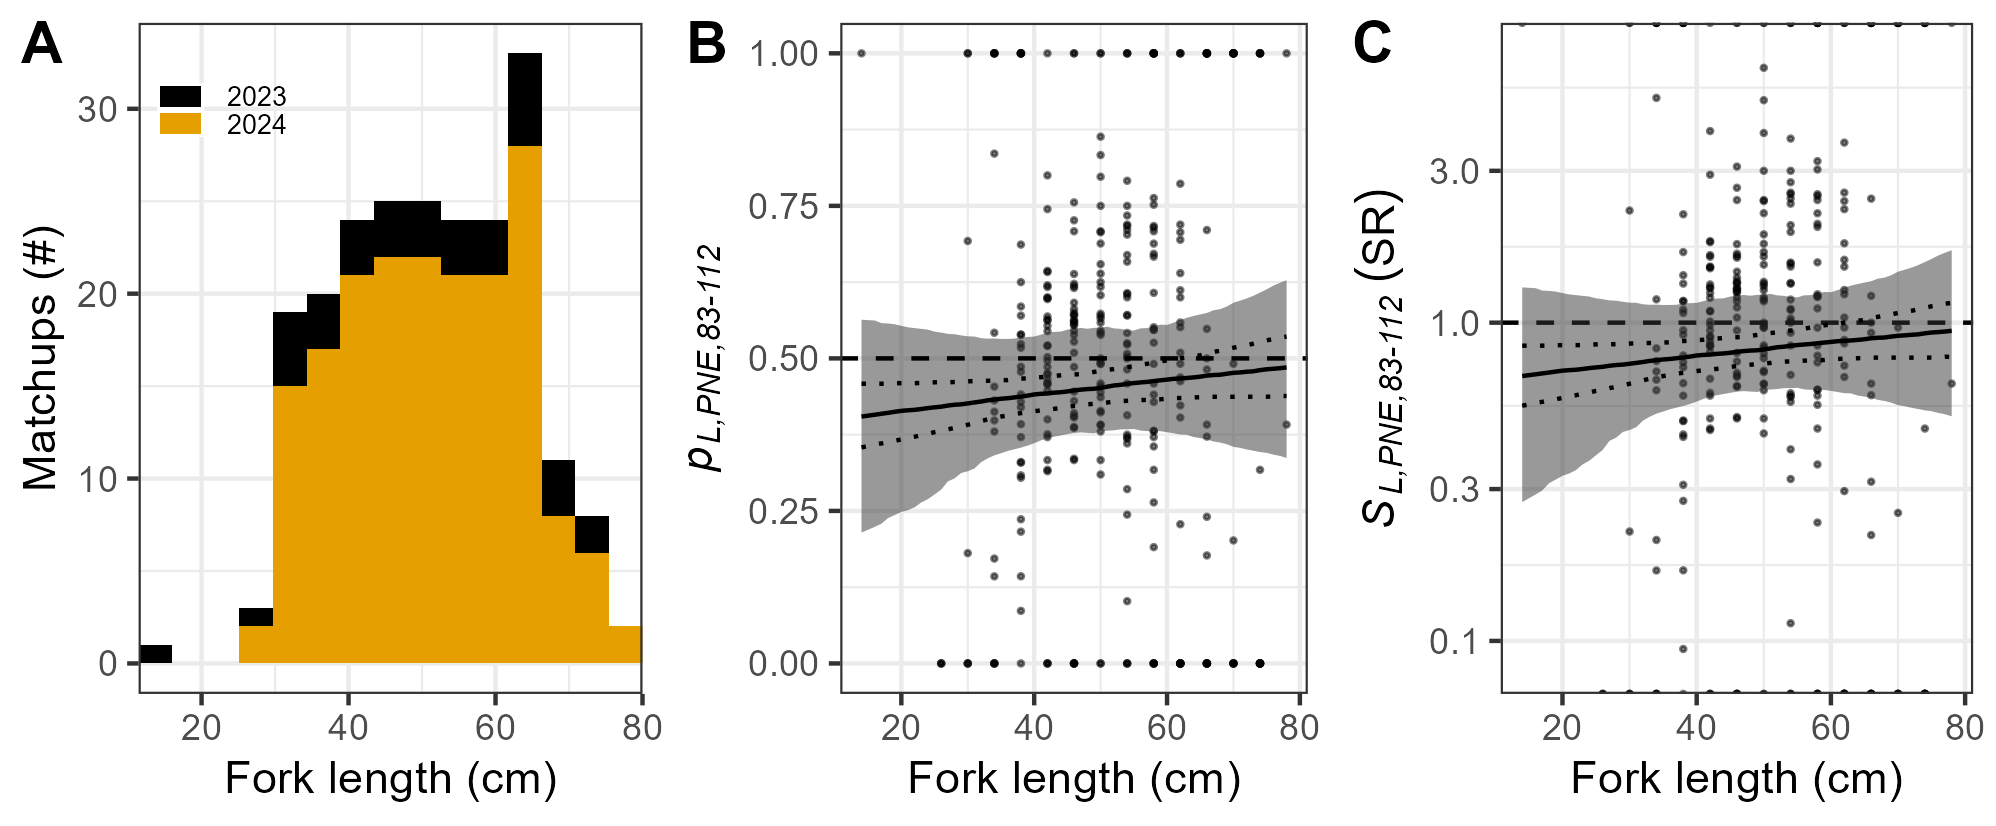 A
2023
2024
Matchups (#)
30
20
10
0
20 40 60 80
Fork length (cm)
B
p L,PNE,83-112
1.00
0.75
0.50
0.25
0.00
20 40 60 80
Fork length (cm)
C
S L,PNE,83-112 (SR)
3.0
1.0
0.3
0.1
20 40 60 80
Fork length (cm)